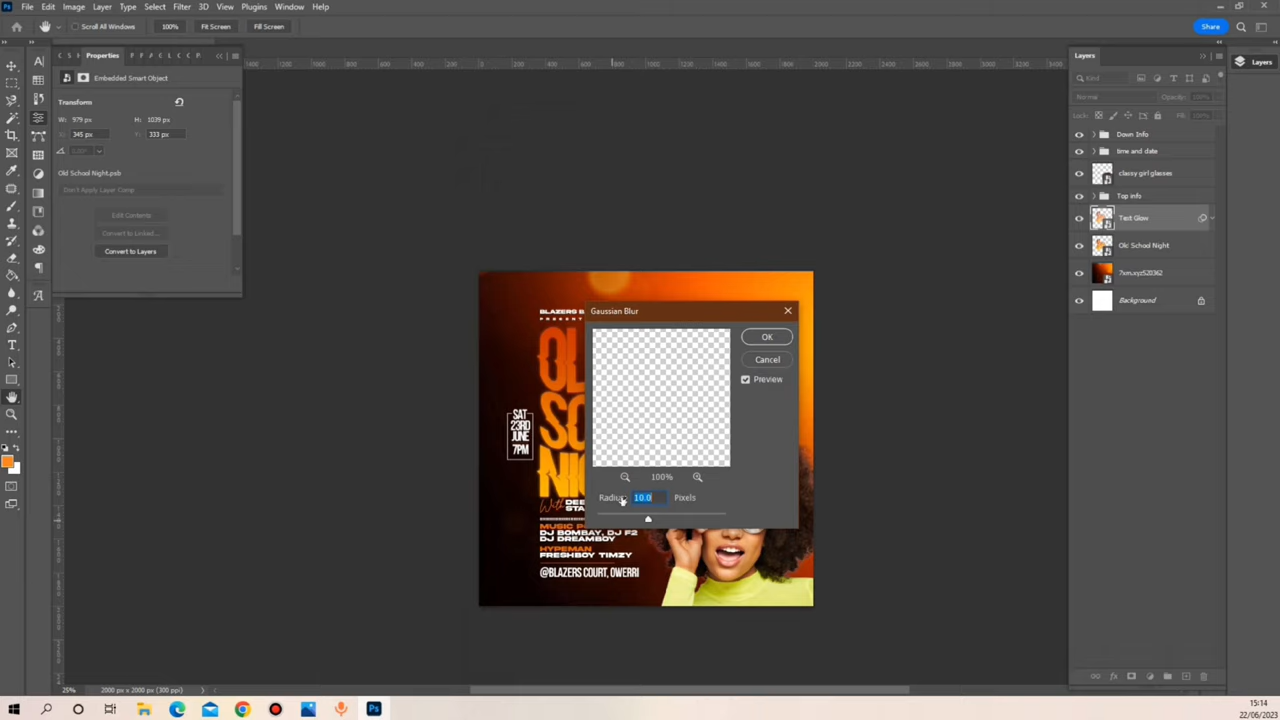 Ps File Edit Image Layer Type Select Filter 3D View Plugins Window Help
Scroll All Windows 100% Fit Screen Fill Screen Share
Properties
Embedded Smart Object
Transform
W: 979 px H: 1039 px
X: 345 px Y: 333 px
0.00°
Old School Night.psb
Don't Apply Layer Comp
Edit Contents
Convert to Linked...
Convert to Layers
Layers
Layers
Kind
Normal Opacity: 100%
Lock: Fill: 100%
Down Info
time and date
classy girl glasses
Top info
Text Glow
Old School Night
7xm.xyz520362
Background
Gaussian Blur
OK
Cancel
Preview
100%
Radius: 10.0 Pixels
SAT
23RD
JUNE
7PM
With
MUSIC
DJ BOMBAY, DJ F2
DJ DREAMBOY
HYPEMAN
FRESHBOY TIMZY
@BLAZERS COURT, OWERRI
25% 2000 px x 2000 px (300 ppi)
15:14
22/06/2023